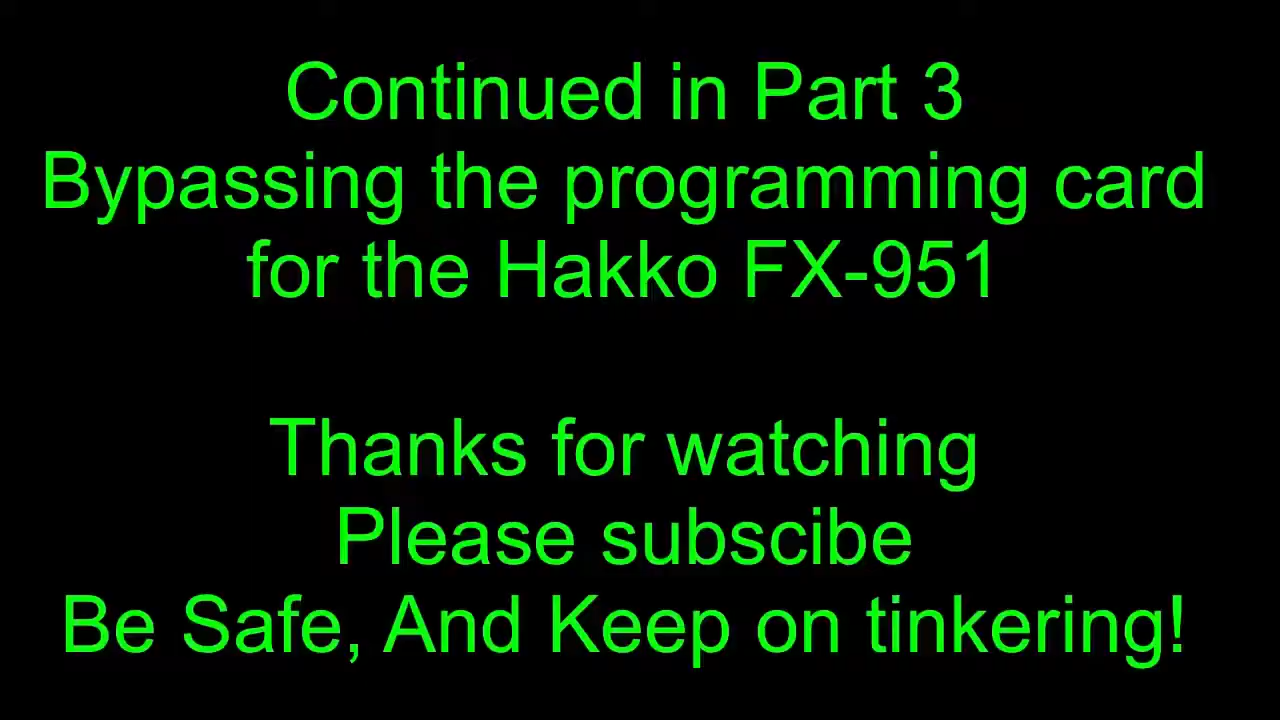 Continued in Part 3
Bypassing the programming card
for the Hakko FX-951
Thanks for watching
Please subscibe
Be Safe, And Keep on tinkering!